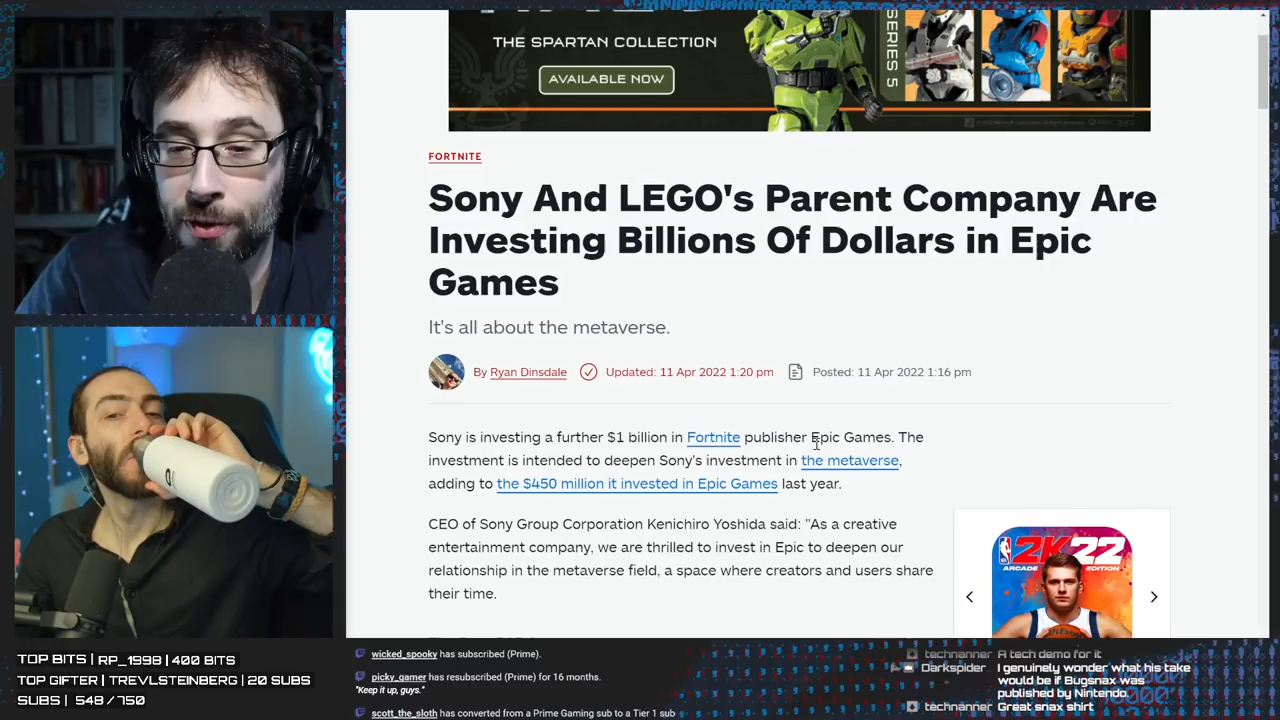 THE SPARTAN COLLECTION
AVAILABLE NOW
SERIES 5
FORTNITE
Sony And LEGO's Parent Company Are
Investing Billions Of Dollars in Epic
Games
It's all about the metaverse.
By Ryan Dinsdale Updated: 11 Apr 2022 1:20 pm Posted: 11 Apr 2022 1:16 pm
Sony is investing a further $1 billion in Fortnite publisher Epic Games. The
investment is intended to deepen Sony's investment in the metaverse,
adding to the $450 million it invested in Epic Games last year.
CEO of Sony Group Corporation Kenichiro Yoshida said: "As a creative
entertainment company, we are thrilled to invest in Epic to deepen our
relationship in the metaverse field, a space where creators and users share
their time.
NBA 2K22
ARCADE EDITION
TOP BITS | RP_1998 | 400 BITS
TOP GIFTER | TREVLSTEINBERG | 20 SUBS
SUBS | 548 / 750
wicked_spooky has subscribed (Prime).
picky_gamer has resubscribed (Prime) for 16 months.
"Keep it up, guys."
scott_the_sloth has converted from a Prime Gaming sub to a Tier 1 sub
technanner A tech demo for it
Darkspider I genuinely wonder what his take
would be if Bugsnax was
published by Nintendo.
technanner Great snax shirt